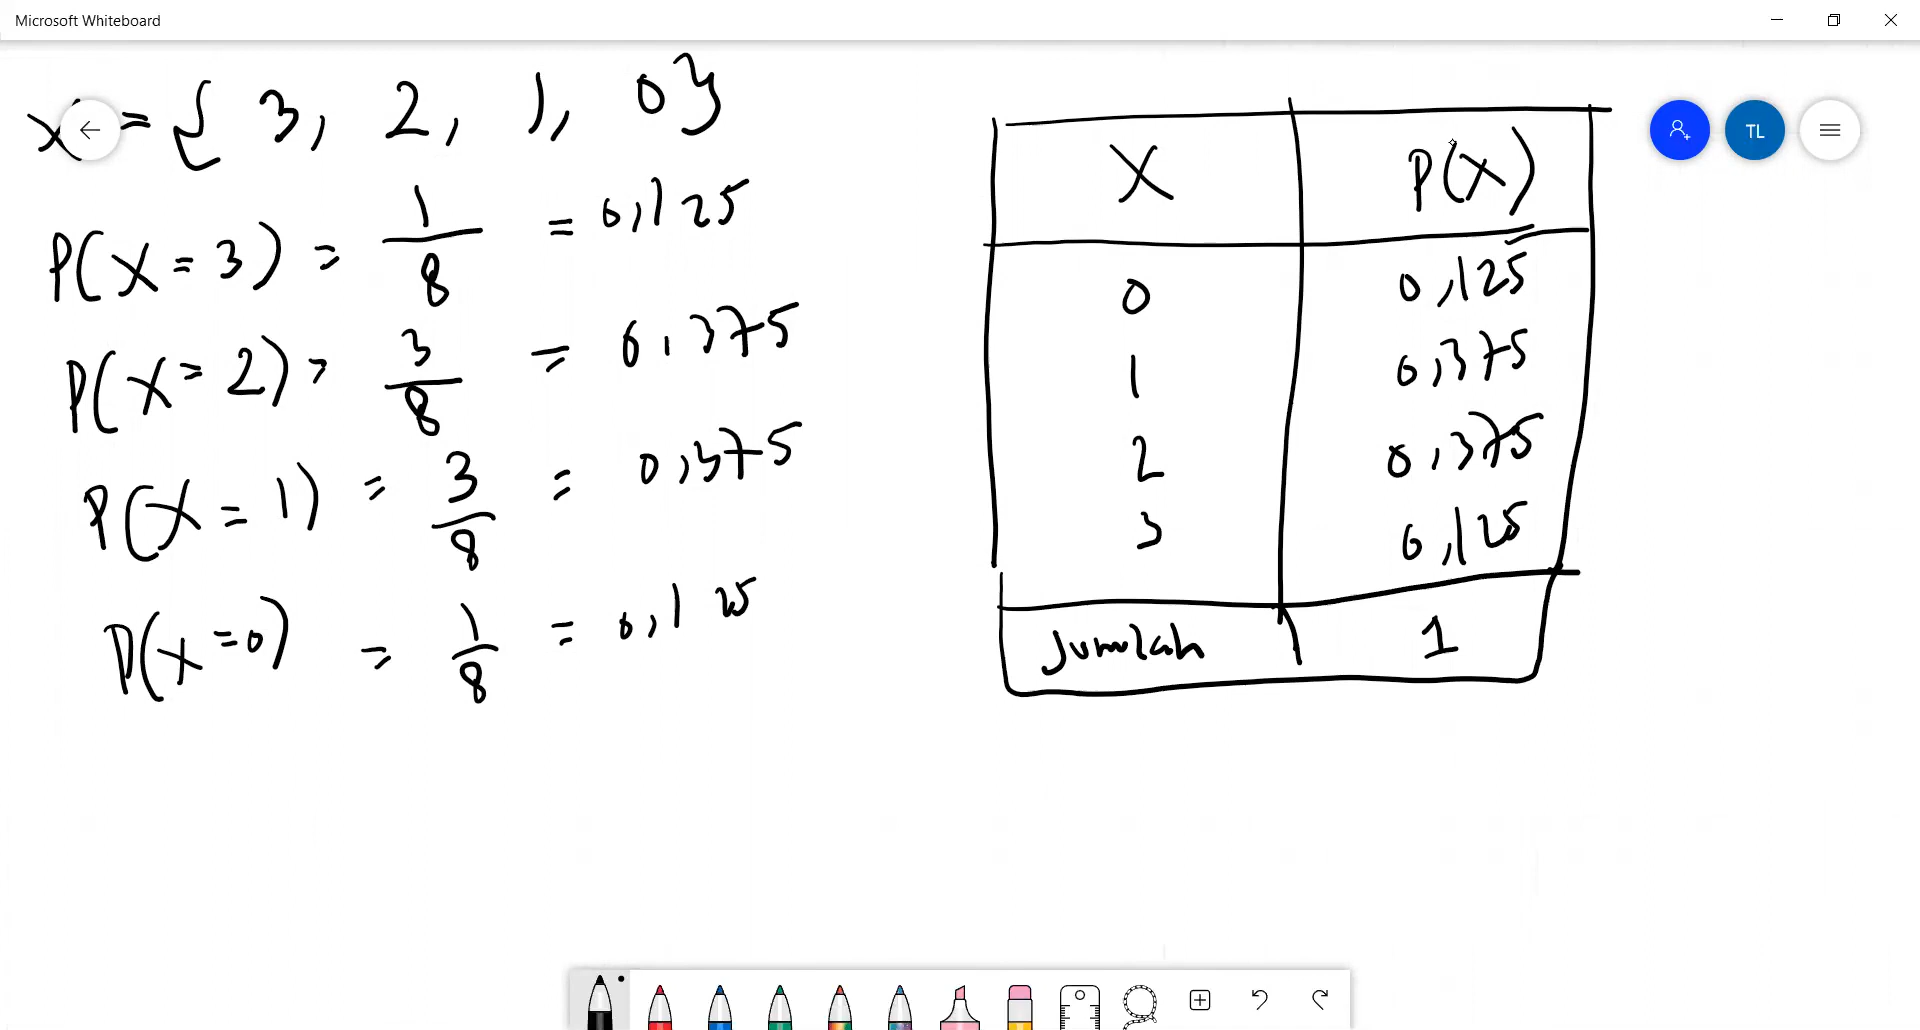 Microsoft Whiteboard
X = { 3, 2, 1, 0}
P(X = 3) = 1/8 = 0,125
P(X = 2) = 3/8 = 0,375
P(X = 1) = 3/8 = 0,375
P(X = 0) = 1/8 = 0,125
X P(X)
0 0,125
1 0,375
2 0,375
3 0,125
Jumlah 1
TL